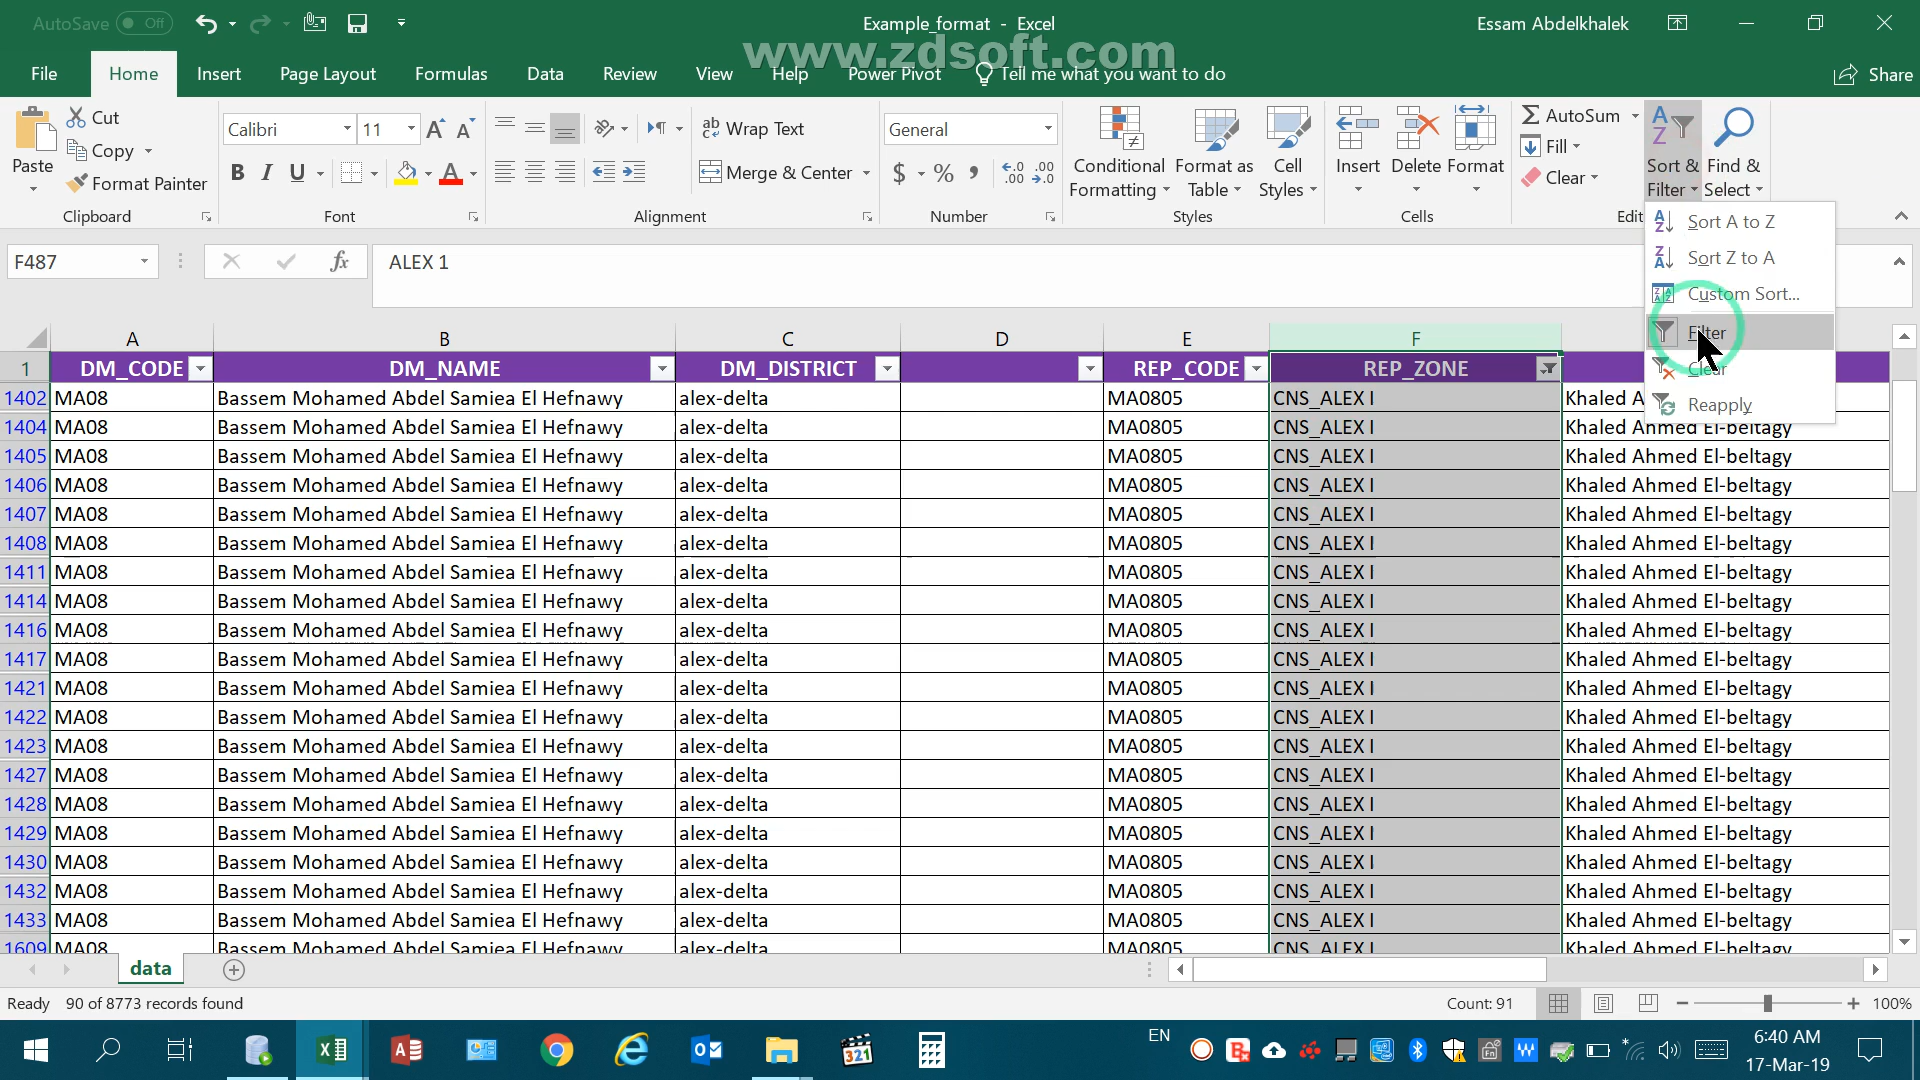 AutoSave Off
Example_format - Excel
Essam Abdelkhalek
www.zdsoft.com
File Home Insert Page Layout Formulas Data Review View Help Power Pivot Tell me what you want to do Share
Cut
Copy
Format Painter
Paste
Clipboard
Calibri 11
B I U
Font
Wrap Text
Merge & Center
Alignment
General
$ % ,
Number
Conditional Formatting
Format as Table
Cell Styles
Styles
Insert Delete Format
Cells
AutoSum
Fill
Clear
Sort & Filter
Find & Select
Edit
Sort A to Z
Sort Z to A
Custom Sort...
Filter
Clear
Reapply
F487 fx ALEX 1
A B C D E F
1 DM_CODE DM_NAME DM_DISTRICT REP_CODE REP_ZONE
1402 MA08 Bassem Mohamed Abdel Samiea El Hefnawy alex-delta MA0805 CNS_ALEX I Khaled A
1404 MA08 Bassem Mohamed Abdel Samiea El Hefnawy alex-delta MA0805 CNS_ALEX I Khaled Ahmed El-beltagy
1405 MA08 Bassem Mohamed Abdel Samiea El Hefnawy alex-delta MA0805 CNS_ALEX I Khaled Ahmed El-beltagy
1406 MA08 Bassem Mohamed Abdel Samiea El Hefnawy alex-delta MA0805 CNS_ALEX I Khaled Ahmed El-beltagy
1407 MA08 Bassem Mohamed Abdel Samiea El Hefnawy alex-delta MA0805 CNS_ALEX I Khaled Ahmed El-beltagy
1408 MA08 Bassem Mohamed Abdel Samiea El Hefnawy alex-delta MA0805 CNS_ALEX I Khaled Ahmed El-beltagy
1411 MA08 Bassem Mohamed Abdel Samiea El Hefnawy alex-delta MA0805 CNS_ALEX I Khaled Ahmed El-beltagy
1414 MA08 Bassem Mohamed Abdel Samiea El Hefnawy alex-delta MA0805 CNS_ALEX I Khaled Ahmed El-beltagy
1416 MA08 Bassem Mohamed Abdel Samiea El Hefnawy alex-delta MA0805 CNS_ALEX I Khaled Ahmed El-beltagy
1417 MA08 Bassem Mohamed Abdel Samiea El Hefnawy alex-delta MA0805 CNS_ALEX I Khaled Ahmed El-beltagy
1421 MA08 Bassem Mohamed Abdel Samiea El Hefnawy alex-delta MA0805 CNS_ALEX I Khaled Ahmed El-beltagy
1422 MA08 Bassem Mohamed Abdel Samiea El Hefnawy alex-delta MA0805 CNS_ALEX I Khaled Ahmed El-beltagy
1423 MA08 Bassem Mohamed Abdel Samiea El Hefnawy alex-delta MA0805 CNS_ALEX I Khaled Ahmed El-beltagy
1427 MA08 Bassem Mohamed Abdel Samiea El Hefnawy alex-delta MA0805 CNS_ALEX I Khaled Ahmed El-beltagy
1428 MA08 Bassem Mohamed Abdel Samiea El Hefnawy alex-delta MA0805 CNS_ALEX I Khaled Ahmed El-beltagy
1429 MA08 Bassem Mohamed Abdel Samiea El Hefnawy alex-delta MA0805 CNS_ALEX I Khaled Ahmed El-beltagy
1430 MA08 Bassem Mohamed Abdel Samiea El Hefnawy alex-delta MA0805 CNS_ALEX I Khaled Ahmed El-beltagy
1432 MA08 Bassem Mohamed Abdel Samiea El Hefnawy alex-delta MA0805 CNS_ALEX I Khaled Ahmed El-beltagy
1433 MA08 Bassem Mohamed Abdel Samiea El Hefnawy alex-delta MA0805 CNS_ALEX I Khaled Ahmed El-beltagy
1609 MA08 Bassem Mohamed Abdel Samiea El Hefnawy alex-delta MA0805 CNS_ALEX I Khaled Ahmed El-beltagy
data
Ready 90 of 8773 records found Count: 91 100%
EN
6:40 AM
17-Mar-19